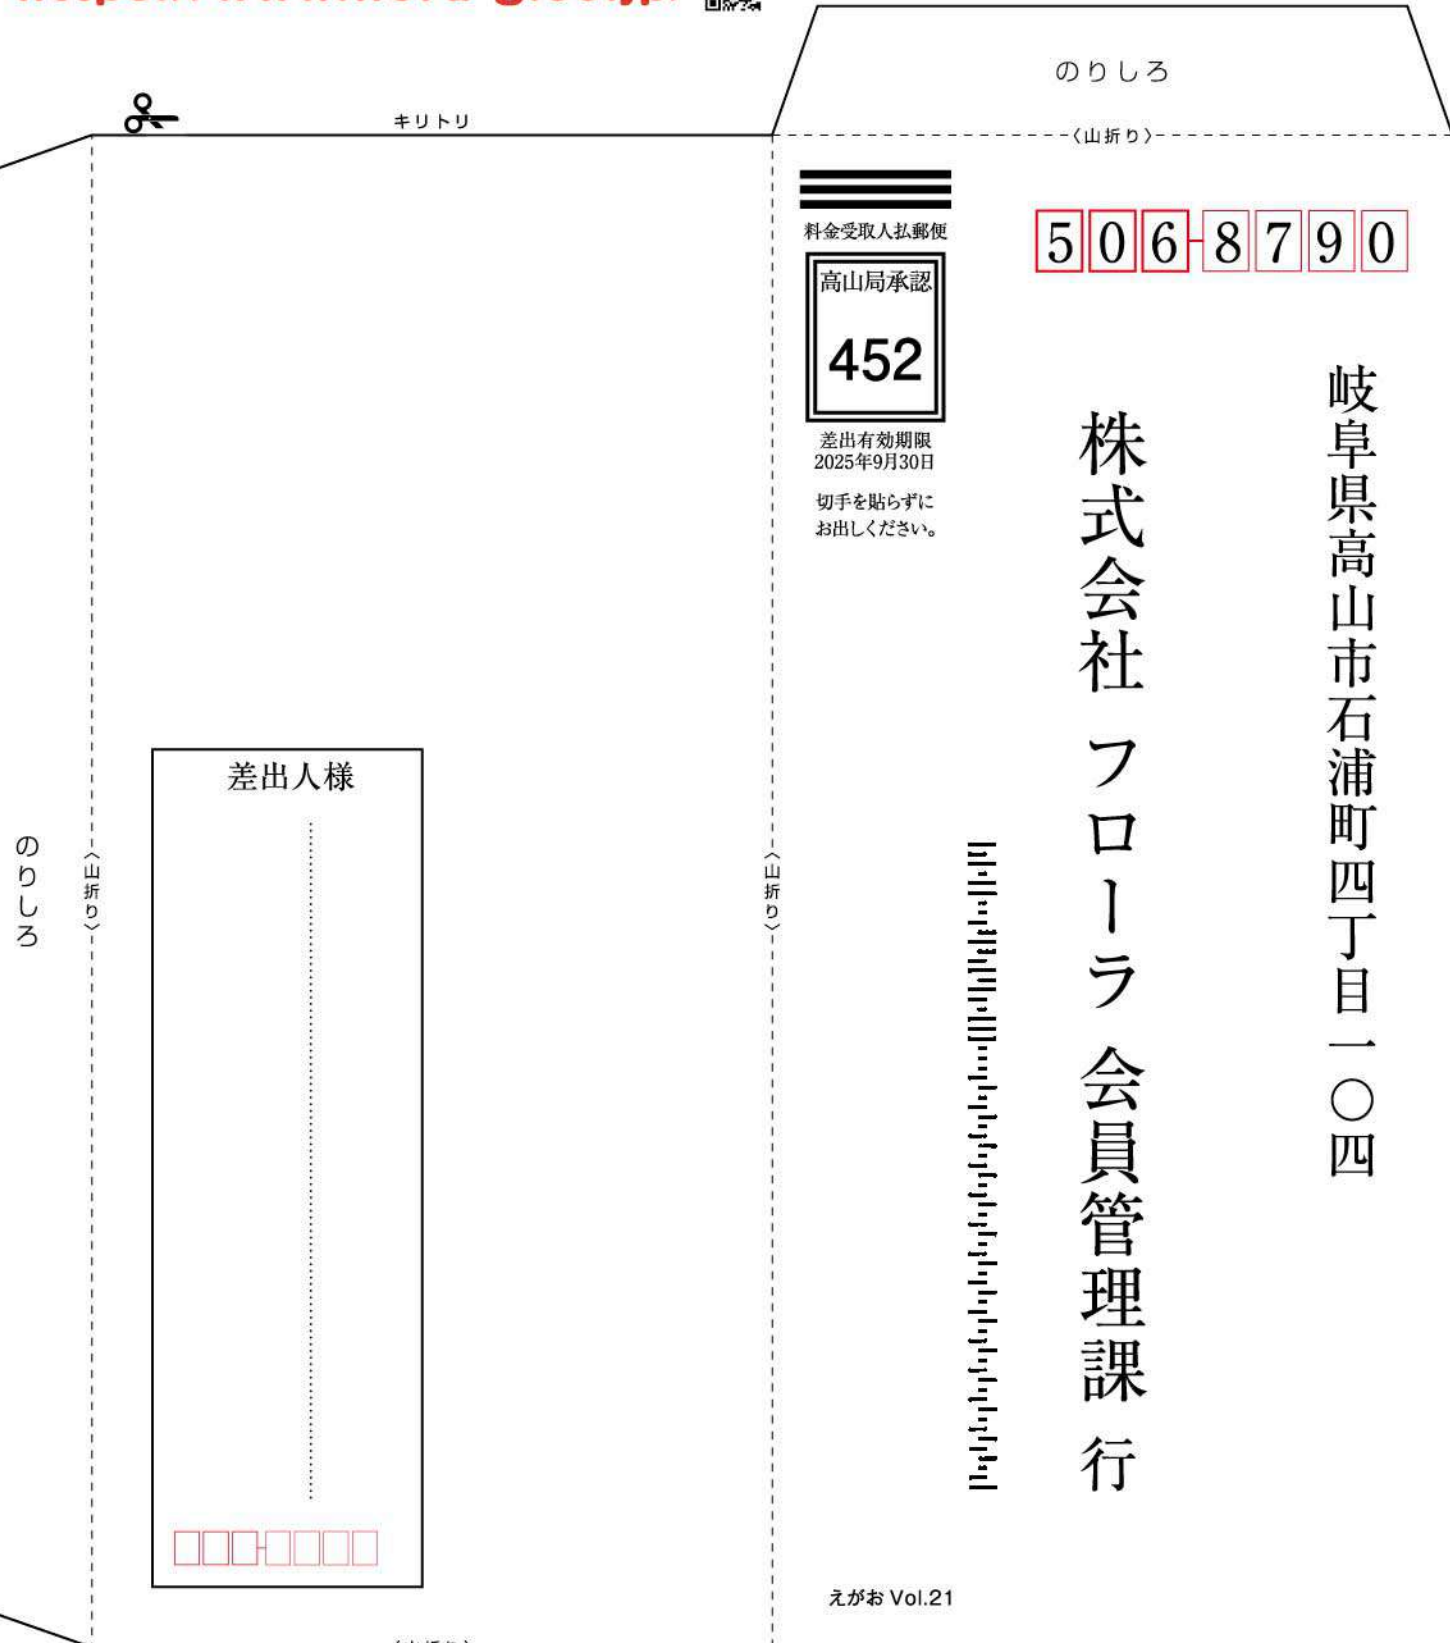 のりしろ
キリトリ
〈山折り〉
料金受取人払郵便
高山局承認
452
差出有効期限
2025年9月30日
切手を貼らずに
お出しください。
506-8790
岐阜県高山市石浦町四丁目一〇四
株式会社 フローラ 会員管理課 行
〈山折り〉
差出人様
〈山折り〉
のりしろ
えがお Vol.21